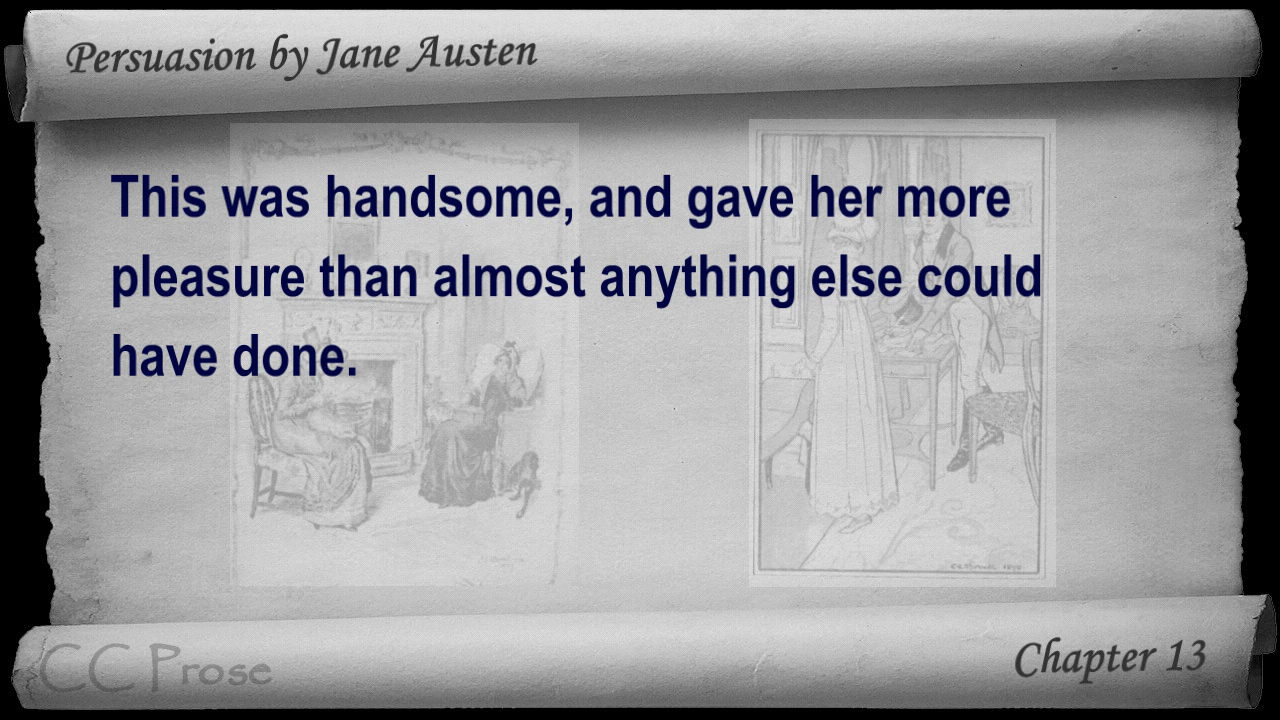 Persuasion by Jane Austen
This was handsome, and gave her more
pleasure than almost anything else could
have done.
CC Prose
Chapter 13